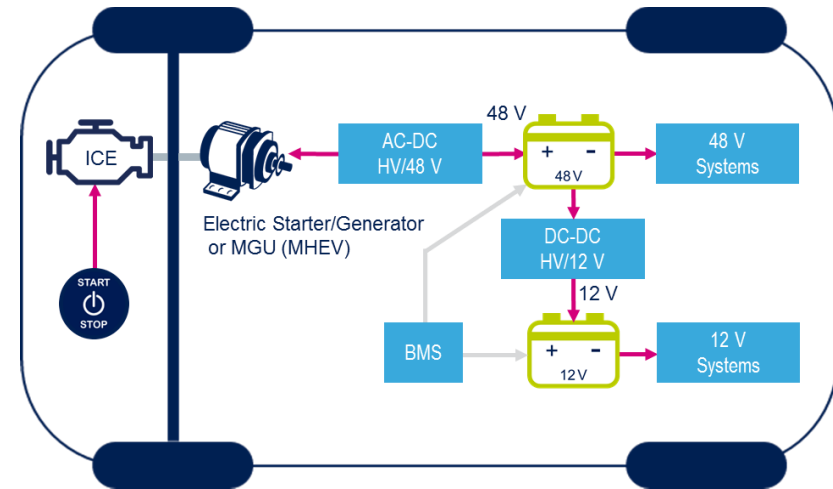 ICE
START
STOP
Electric Starter/Generator
or MGU (MHEV)
AC-DC
HV/48 V
48 V
+ -
48 V
48 V
Systems
DC-DC
HV/12 V
12 V
BMS
+ -
12 V
12 V
Systems